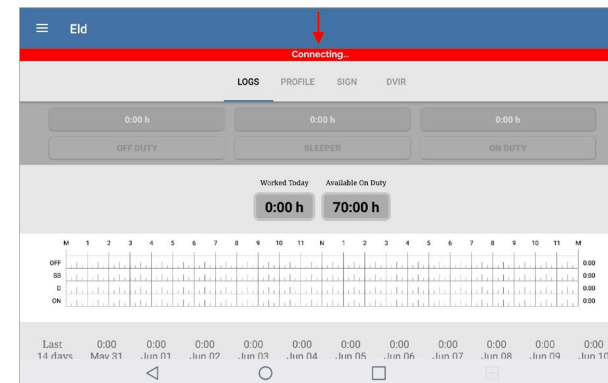 Eld
Connecting...
LOGS PROFILE SIGN DVIR
0:00 h 0:00 h 0:00 h
OFF DUTY SLEEPER ON DUTY
Worked Today Available On Duty
0:00 h 70:00 h
M 1 2 3 4 5 6 7 8 9 10 11 N 1 2 3 4 5 6 7 8 9 10 11 M
OFF 0:00
SB 0:00
D 0:00
ON 0:00
Last 0:00 0:00 0:00 0:00 0:00 0:00 0:00 0:00 0:00 0:00 0:00
14 days May 31 Jun 01 Jun 02 Jun 03 Jun 04 Jun 05 Jun 06 Jun 07 Jun 08 Jun 09 Jun 10